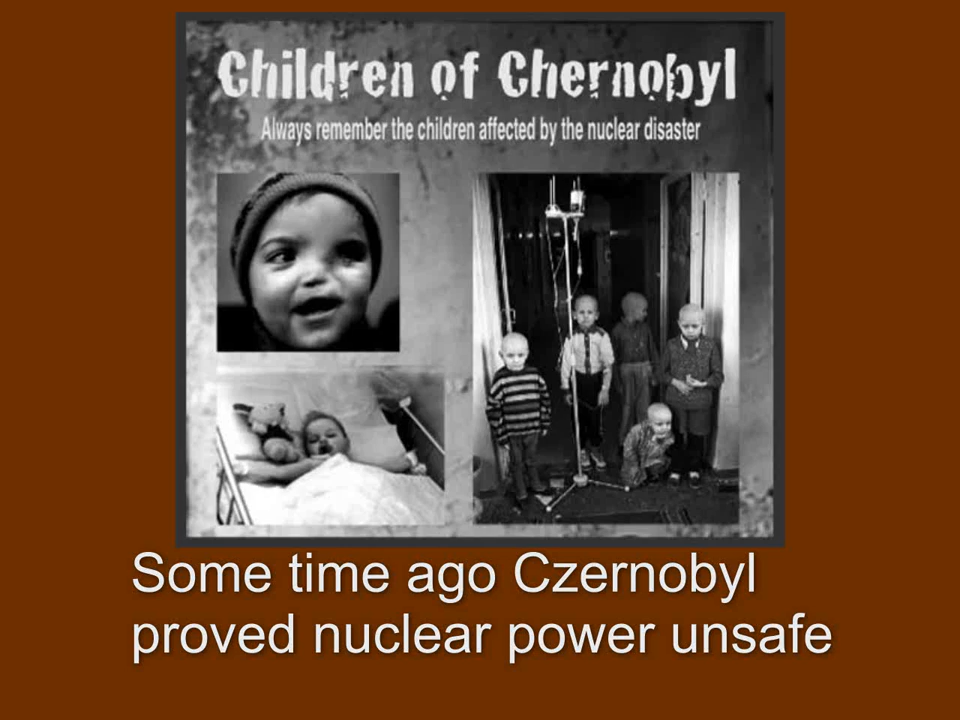 Children of Chernobyl
Always remember the children affected by the nuclear disaster
Some time ago Czernobyl
proved nuclear power unsafe